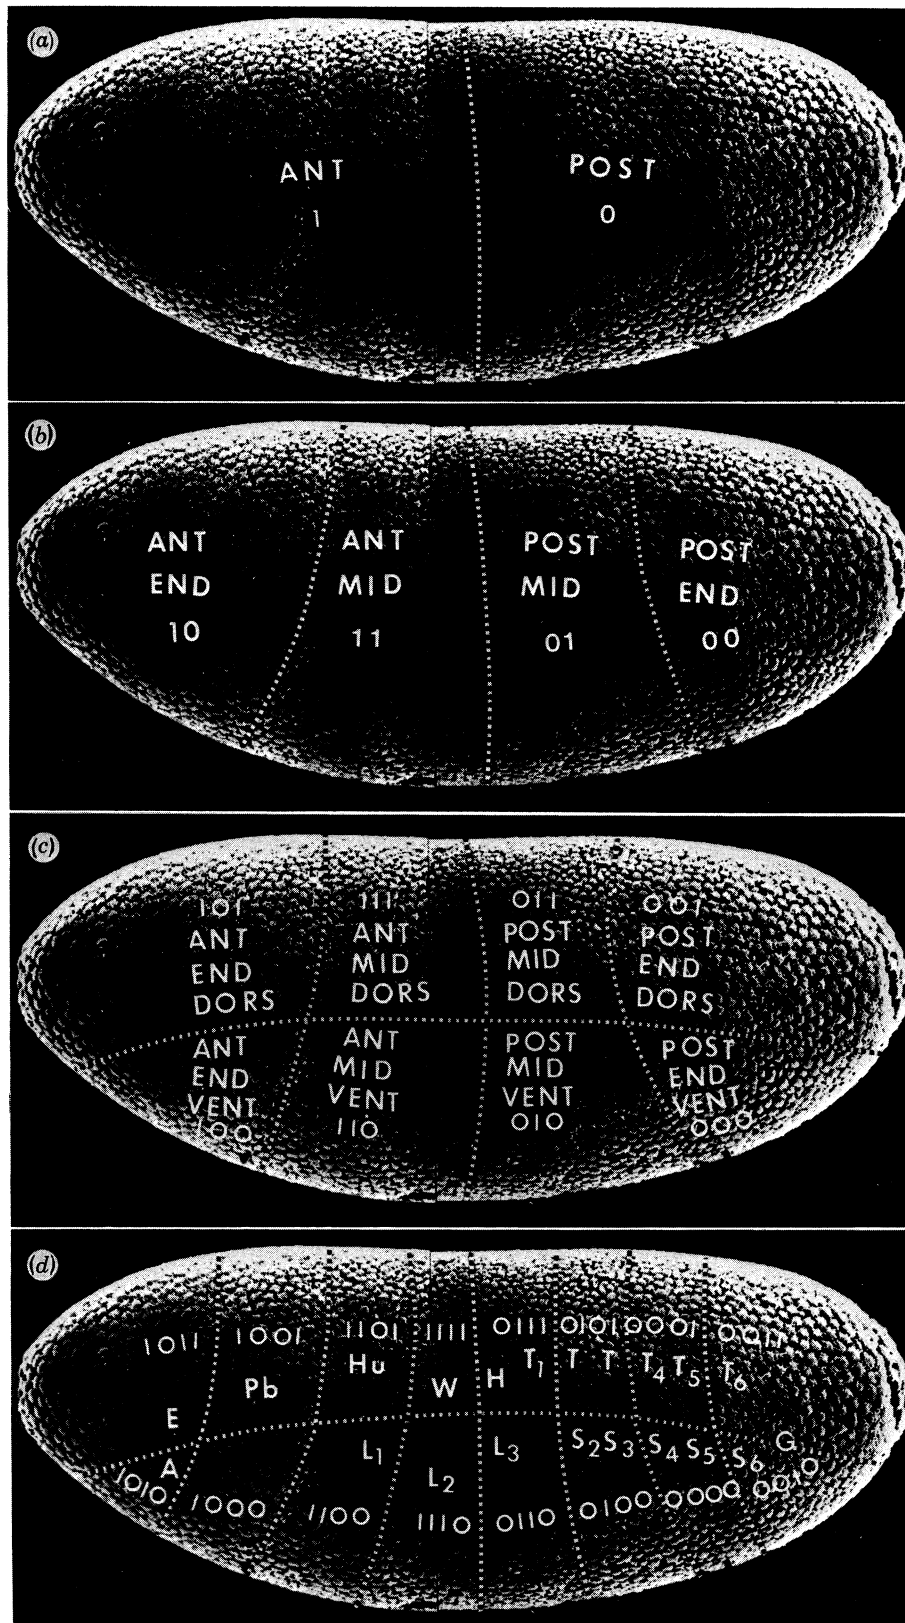 (a)
ANT POST
1 0
(b)
ANT ANT POST POST
END MID MID END
10 11 01 00
(c)
101 111 011 001
ANT ANT POST POST
END MID MID END
DORS DORS DORS DORS
ANT ANT POST POST
END MID MID END
VENT VENT VENT VENT
100 110 010 000
(d)
1011 1001 1101 1111 0111 0101 0001 0011
E Pb Hu W H T1 T T T4 T5 T6
A L1 L2 L3 S2 S3 S4 S5 S6 G
1010 1000 1100 1110 0110 0100 0000 0010